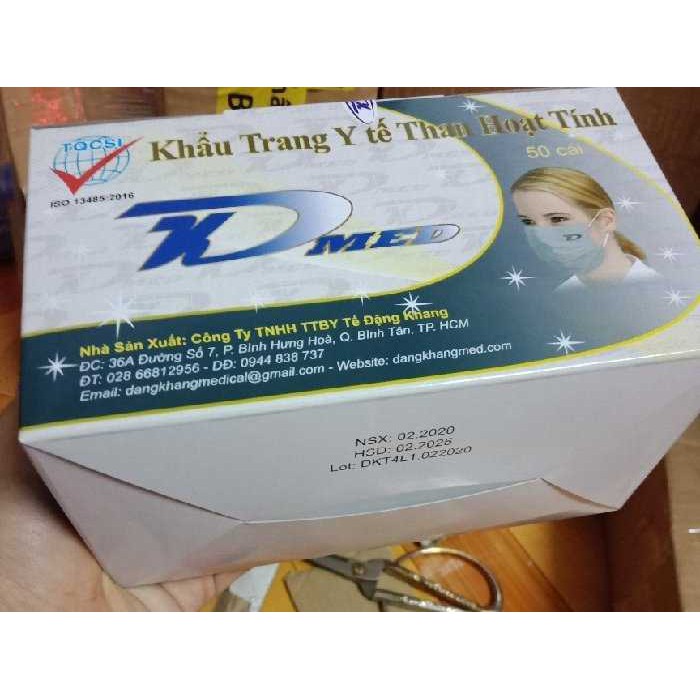 TQCSI
ISO 13485:2016
Khẩu Trang Y tế Than Hoạt Tính
50 cái
DK MED
Nhà Sản Xuất: Công Ty TNHH TTBY Tế Đặng Khang
ĐC: 36A Đường Số 7, P. Bình Hưng Hoà, Q. Bình Tân, TP. HCM
ĐT: 028 66812956 - DĐ: 0944 838 737
Email: dangkhangmedical@gmail.com - Website: dangkhangmed.com
NSX: 02.2020
HSD: 02.2025
Lot: DKT4L1.022020